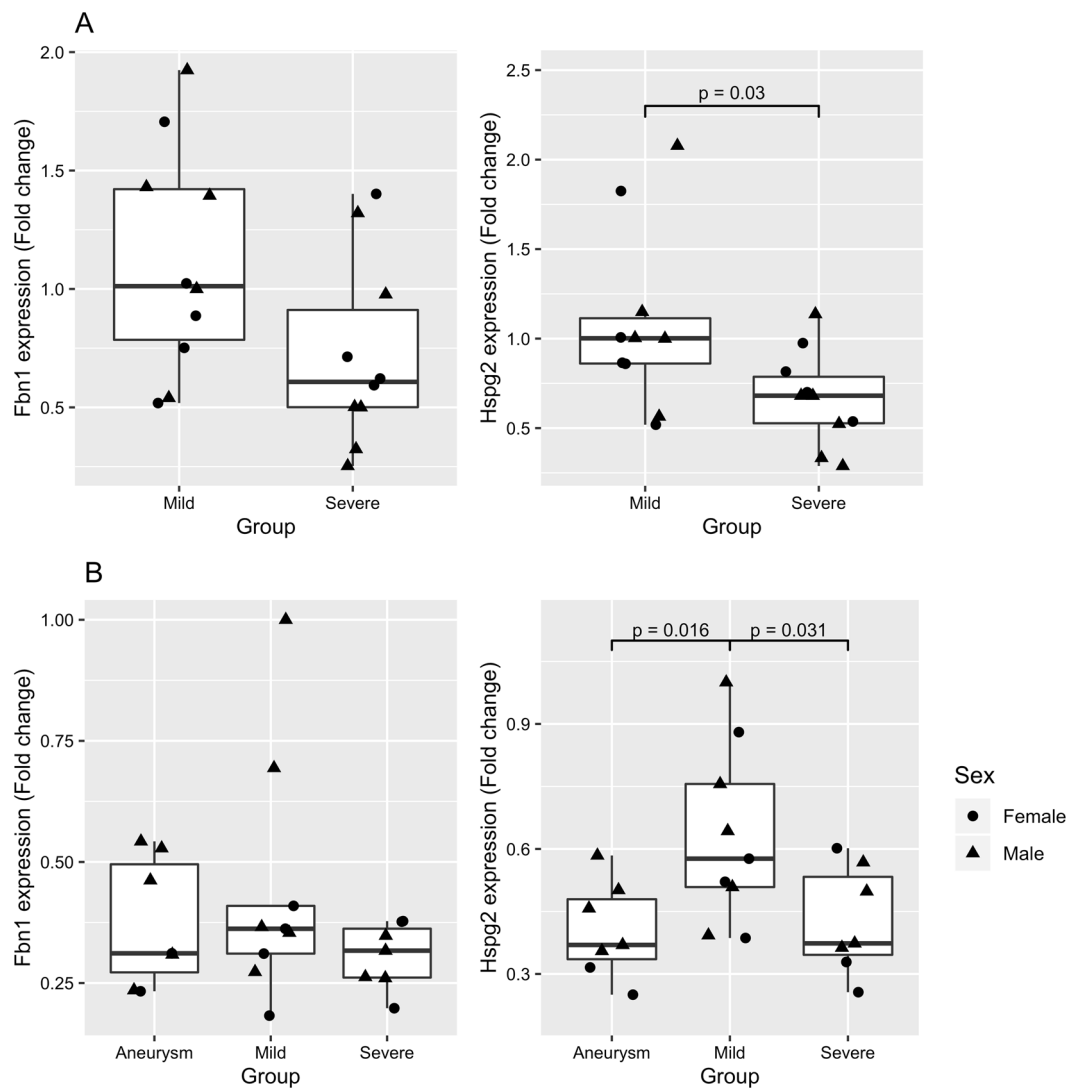 A
Fbn1 expression (Fold change)
2.0
1.5
1.0
0.5
Mild
Severe
Group
Hspg2 expression (Fold change)
2.5
2.0
1.5
1.0
0.5
p = 0.03
Mild
Severe
Group
B
Fbn1 expression (Fold change)
1.00
0.75
0.50
0.25
Aneurysm
Mild
Severe
Group
Hspg2 expression (Fold change)
0.9
0.6
0.3
p = 0.016
p = 0.031
Aneurysm
Mild
Severe
Group
Sex
Female
Male